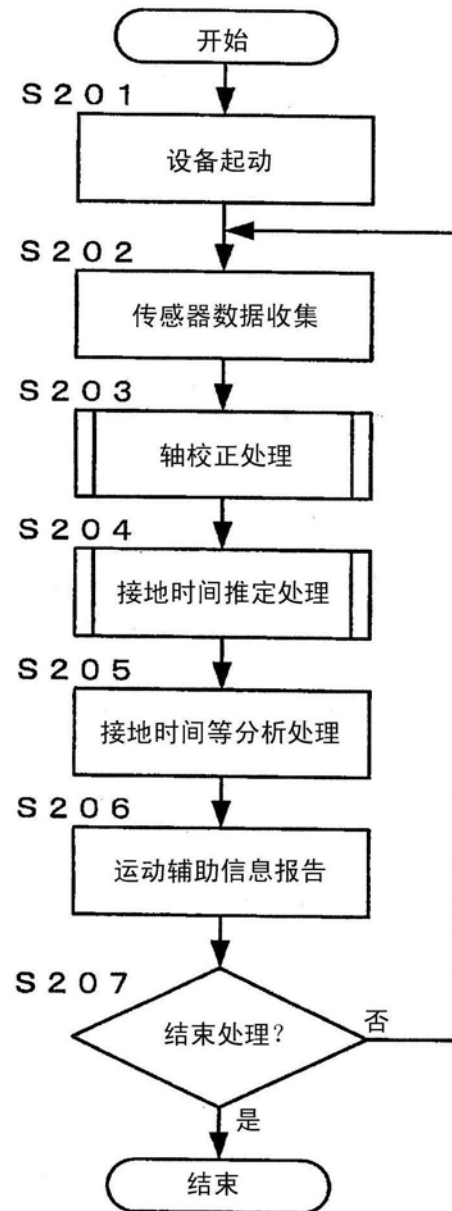 开始
S201
设备起动
S202
传感器数据收集
S203
轴校正处理
S204
接地时间推定处理
S205
接地时间等分析处理
S206
运动辅助信息报告
S207
结束处理?
否
是
结束